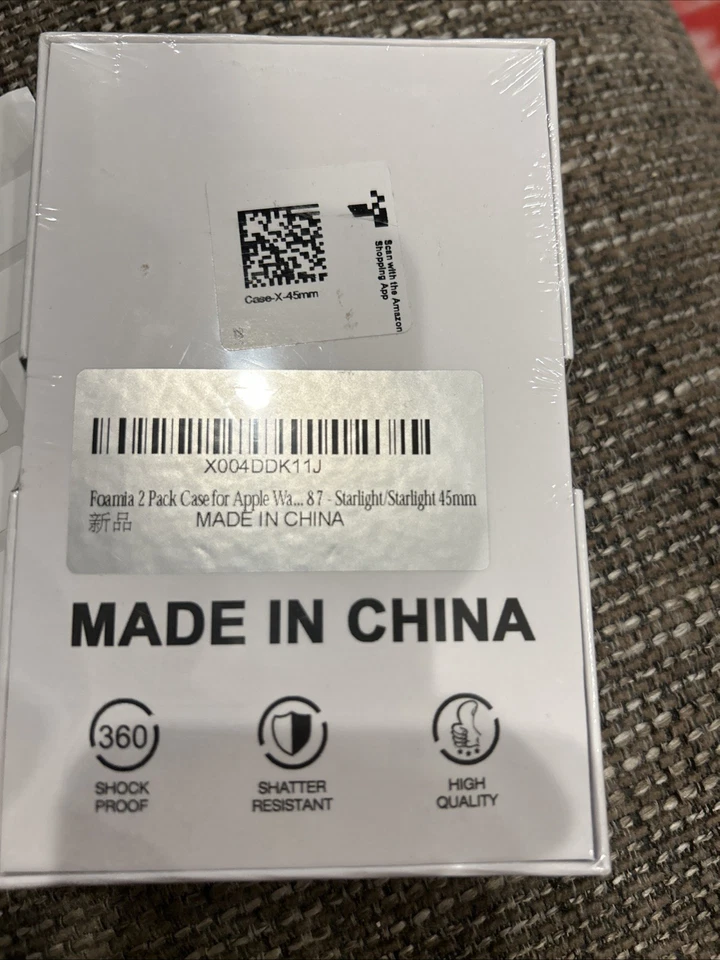 Case-X-45mm
Scan with the Amazon
Shopping App
X004DDK11J
Foamia 2 Pack Case for Apple Wa... 8 7 - Starlight/Starlight 45mm
新品 MADE IN CHINA
MADE IN CHINA
360
SHOCK
PROOF
SHATTER
RESISTANT
HIGH
QUALITY